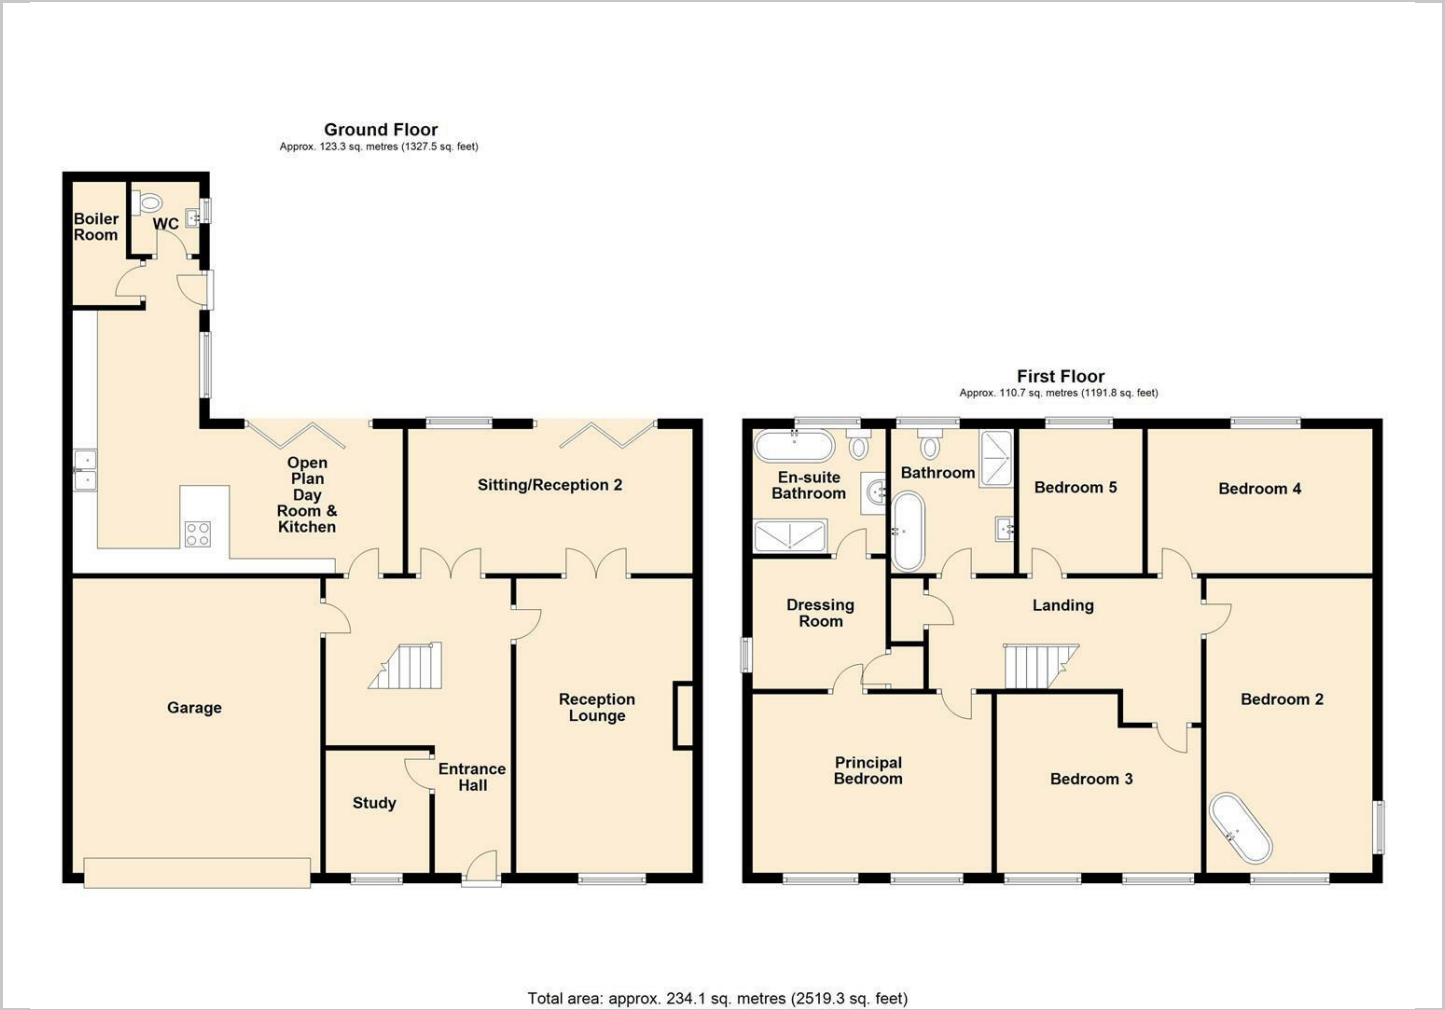 Ground Floor
Approx. 123.3 sq. metres (1327.5 sq. feet)
Boiler
Room
WC
Open
Plan
Day
Room &
Kitchen
Sitting/Reception 2
Garage
Reception
Lounge
Entrance
Hall
Study
First Floor
Approx. 110.7 sq. metres (1191.8 sq. feet)
En-suite
Bathroom
Bathroom
Bedroom 5
Bedroom 4
Dressing
Room
Landing
Bedroom 2
Principal
Bedroom
Bedroom 3
Total area: approx. 234.1 sq. metres (2519.3 sq. feet)